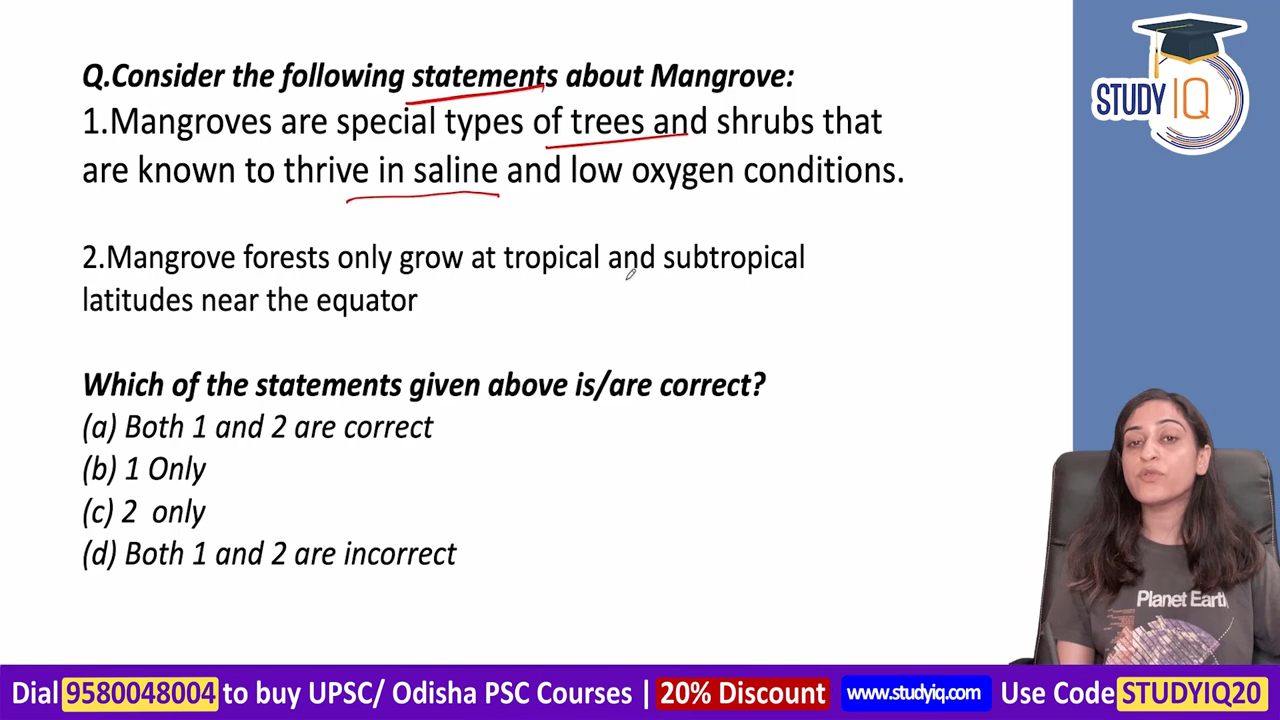 Q.Consider the following statements about Mangrove:
1.Mangroves are special types of trees and shrubs that
are known to thrive in saline and low oxygen conditions.
2.Mangrove forests only grow at tropical and subtropical
latitudes near the equator
Which of the statements given above is/are correct?
(a) Both 1 and 2 are correct
(b) 1 Only
(c) 2 only
(d) Both 1 and 2 are incorrect
STUDY IQ
Planet Earth
Dial 9580048004 to buy UPSC/ Odisha PSC Courses | 20% Discount www.studyiq.com Use Code STUDYIQ20